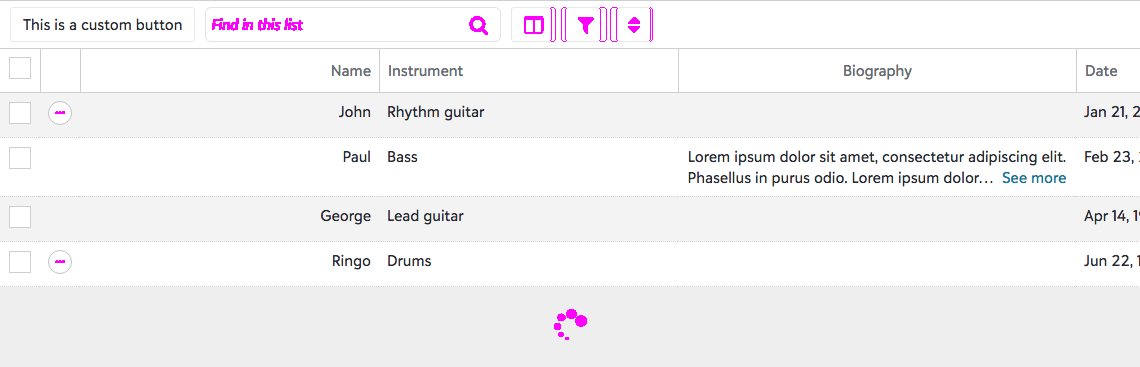 This is a custom button Find in this list
Name Instrument Biography Date
John Rhythm guitar Jan 21, 2
Paul Bass Lorem ipsum dolor sit amet, consectetur adipiscing elit. Feb 23,
Phasellus in purus odio. Lorem ipsum dolor… See more
George Lead guitar Apr 14, 19
Ringo Drums Jun 22, 1